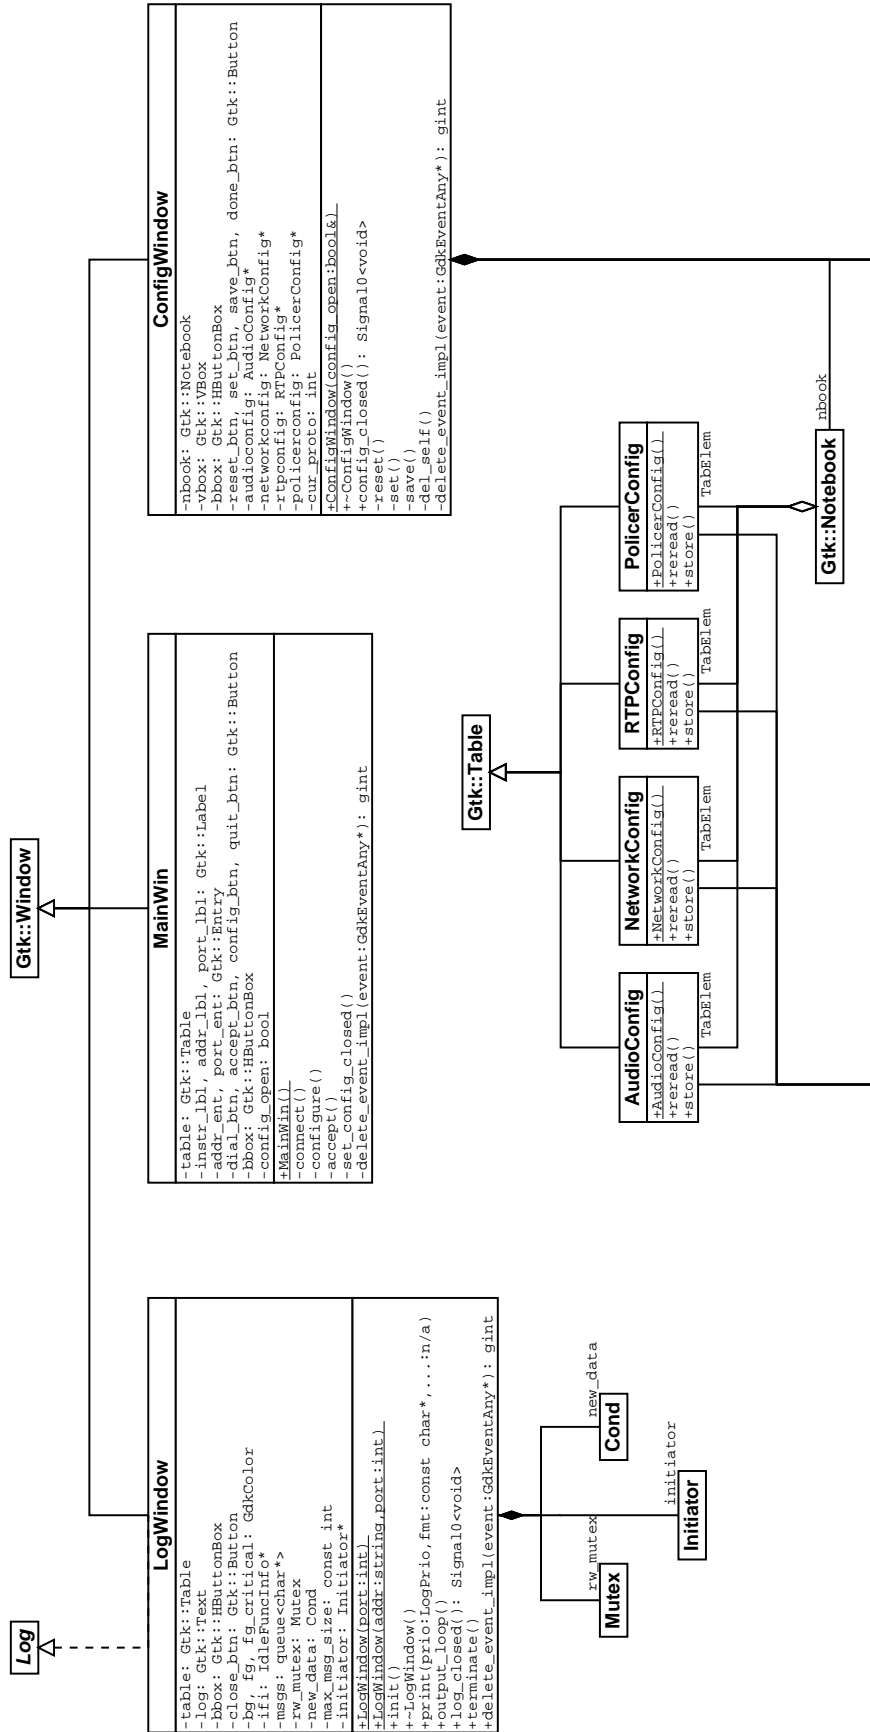 Log
Gtk::Window
LogWindow
-table: Gtk::Table
-log: Gtk::Text
-bbox: Gtk::HButtonBox
-close_btn: Gtk::Button
-bg, fg, fg_critical: GdkColor
-ifi: IdleFuncInfo*
-msgs: queue<char*>
-rw_mutex: Mutex
-new_data: Cond
-max_msg_size: const int
-initiator: Initiator*
+LogWindow(port:int)
+LogWindow(addr:string,port:int)
+init()
+~LogWindow()
+print(prio:LogPrio,fmt:const char*,...:n/a)
+output_loop()
+log_closed(): Signal0<void>
+terminate()
+delete_event_impl(event:GdkEventAny*): gint
MainWin
-table: Gtk::Table
-instr_lbl, addr_lbl, port_lbl: Gtk::Label
-addr_ent, port_ent: Gtk::Entry
-dial_btn, accept_btn, config_btn, quit_btn: Gtk::Button
-bbox: Gtk::HButtonBox
-config_open: bool
+MainWin()
-connect()
-configure()
-accept()
-set_config_closed()
-delete_event_impl(event:GdkEventAny*): gint
ConfigWindow
-nbook: Gtk::Notebook
-vbox: Gtk::VBox
-bbox: Gtk::HButtonBox
-reset_btn, set_btn, save_btn, done_btn: Gtk::Button
-audioconfig: AudioConfig*
-networkconfig: NetworkConfig*
-rtpconfig: RTPConfig*
-policerconfig: PolicerConfig*
-cur_proto: int
+ConfigWindow(config_open:bool&)
+~ConfigWindow()
+config_closed(): Signal0<void>
-reset()
-set()
-save()
-del_self()
-delete_event_impl(event:GdkEventAny*): gint
rw_mutex
Mutex
initiator
Initiator
new_data
Cond
Gtk::Table
AudioConfig
+AudioConfig()
+reread()
+store()
TabElem
NetworkConfig
+NetworkConfig()
+reread()
+store()
TabElem
RTPConfig
+RTPConfig()
+reread()
+store()
TabElem
PolicerConfig
+PolicerConfig()
+reread()
+store()
TabElem
nbook
Gtk::Notebook